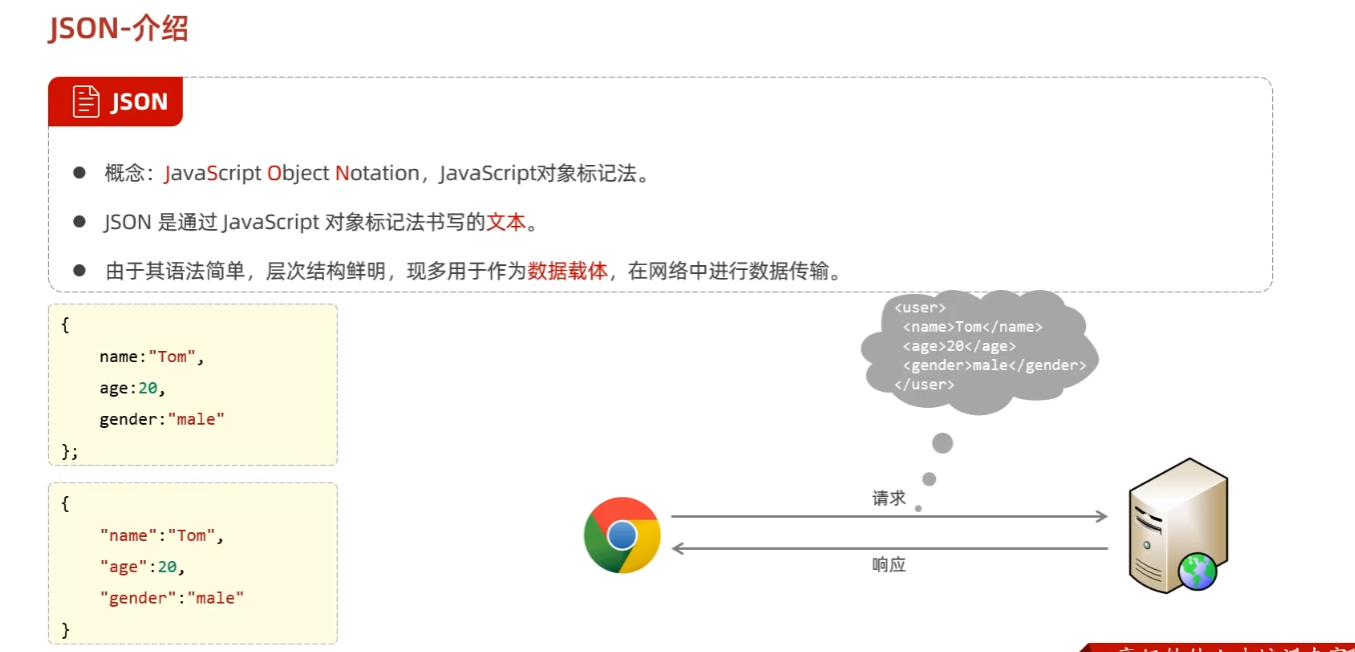 JSON-介绍
JSON
概念：JavaScript Object Notation，JavaScript对象标记法。
JSON 是通过 JavaScript 对象标记法书写的文本。
由于其语法简单，层次结构鲜明，现多用于作为数据载体，在网络中进行数据传输。
{
name:"Tom",
age:20,
gender:"male"
};
{
"name":"Tom",
"age":20,
"gender":"male"
}
<user>
<name>Tom</name>
<age>20</age>
<gender>male</gender>
</user>
请求
响应